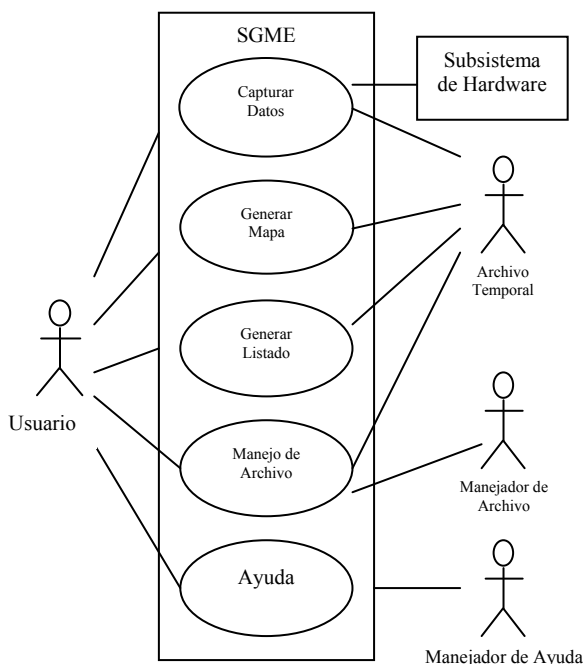 SGME
Subsistema
de Hardware
Capturar
Datos
Generar
Mapa
Archivo
Temporal
Generar
Listado
Usuario
Manejo de
Archivo
Manejador de
Archivo
Ayuda
Manejador de Ayuda